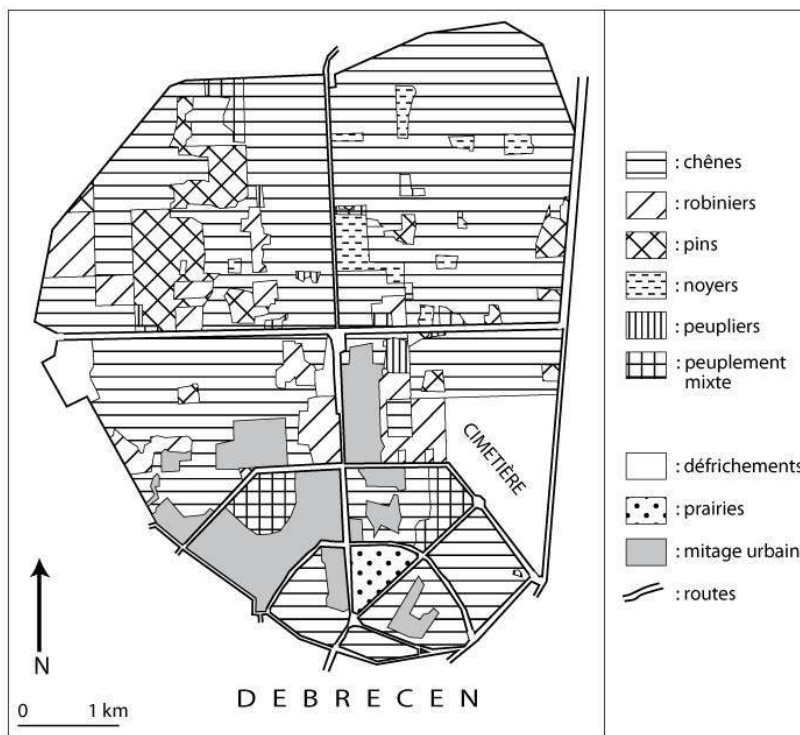 CIMETIÈRE
N
DEBRECEN
0 1 km
: chênes
: robiniers
: pins
: noyers
: peupliers
: peuplement
mixte
: défrichements
: prairies
: mitage urbain
: routes